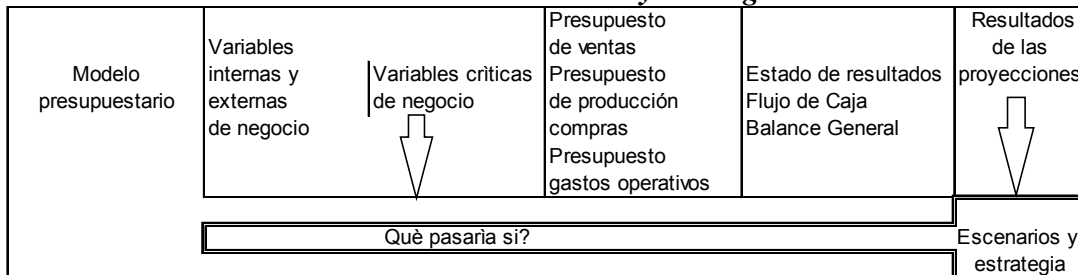 Modelo
presupuestario
Variables
internas y
externas
de negocio
Variables crìticas
de negocio
Presupuesto
de ventas
Presupuesto
de producción
compras
Presupuesto
gastos operativos
Estado de resultados
Flujo de Caja
Balance General
Resultados
de las
proyecciones
Què pasarìa si?
Escenarios y
estrategia